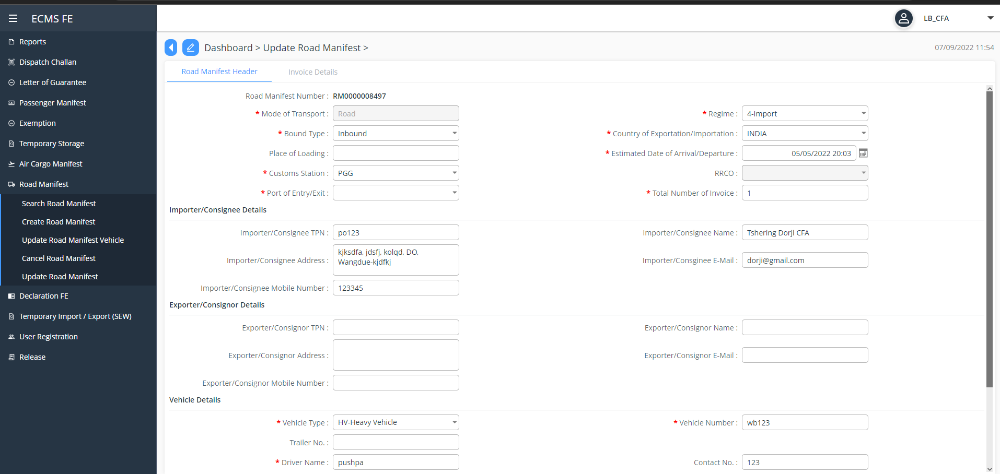 ECMS FE
LB_CFA
Reports
Dispatch Challan
Letter of Guarantee
Passenger Manifest
Exemption
Temporary Storage
Air Cargo Manifest
Road Manifest
Search Road Manifest
Create Road Manifest
Update Road Manifest Vehicle
Cancel Road Manifest
Update Road Manifest
Declaration FE
Temporary Import / Export (SEW)
User Registration
Release
Dashboard > Update Road Manifest >
07/09/2022 11:54
Road Manifest Header
Invoice Details
Road Manifest Number : RM0000008497
* Mode of Transport : Road
* Regime : 4-Import
* Bound Type : Inbound
* Country of Exportation/Importation : INDIA
Place of Loading :
* Estimated Date of Arrival/Departure : 05/05/2022 20:03
* Customs Station : PGG
RRCO :
* Port of Entry/Exit :
* Total Number of Invoice : 1
Importer/Consignee Details
Importer/Consignee TPN : po123
Importer/Consignee Name : Tshering Dorji CFA
Importer/Consignee Address : kjksdfa, jdsfj, kolqd, DO,
Wangdue-kjdfkj
Importer/Consginee E-Mail : dorji@gmail.com
Importer/Consignee Mobile Number : 123345
Exporter/Consignor Details
Exporter/Consignor TPN :
Exporter/Consignor Name :
Exporter/Consignor Address :
Exporter/Consignor E-Mail :
Exporter/Consignor Mobile Number :
Vehicle Details
* Vehicle Type : HV-Heavy Vehicle
* Vehicle Number : wb123
Trailer No. :
* Driver Name : pushpa
Contact No. : 123